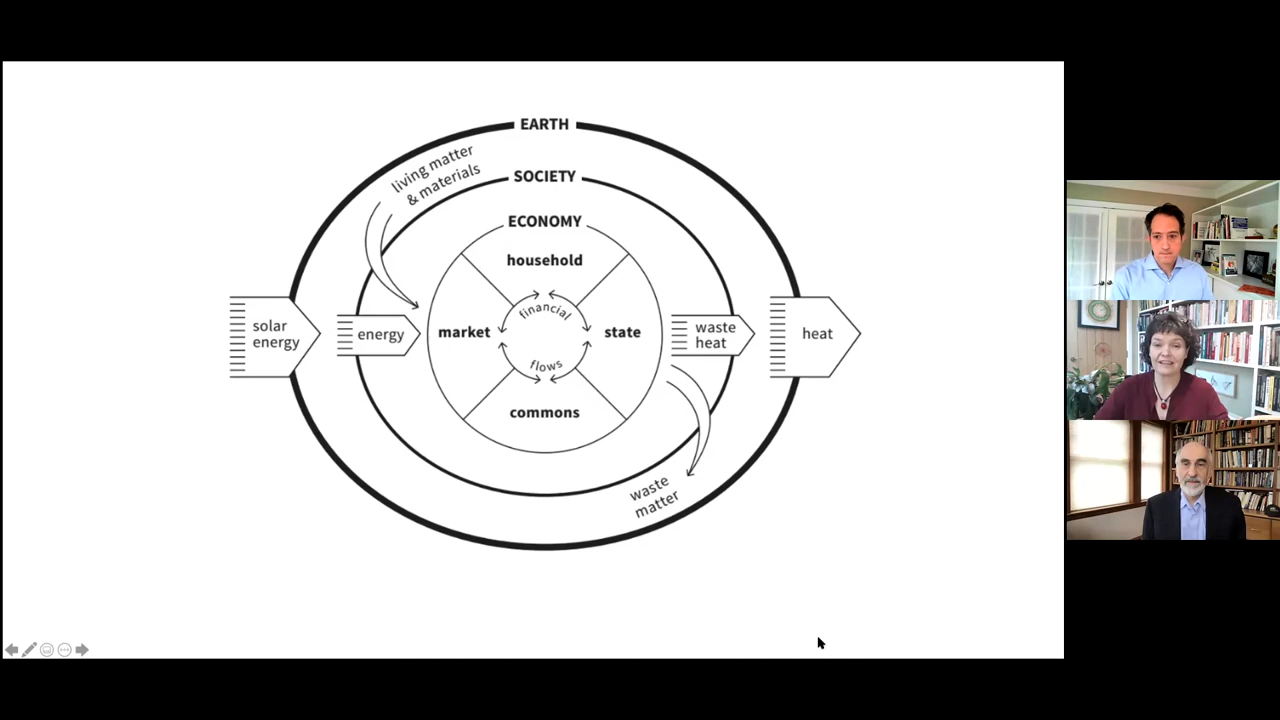 EARTH
living matter
& materials
SOCIETY
ECONOMY
household
financial
solar
energy
energy
market
state
waste
heat
heat
flows
commons
waste
matter